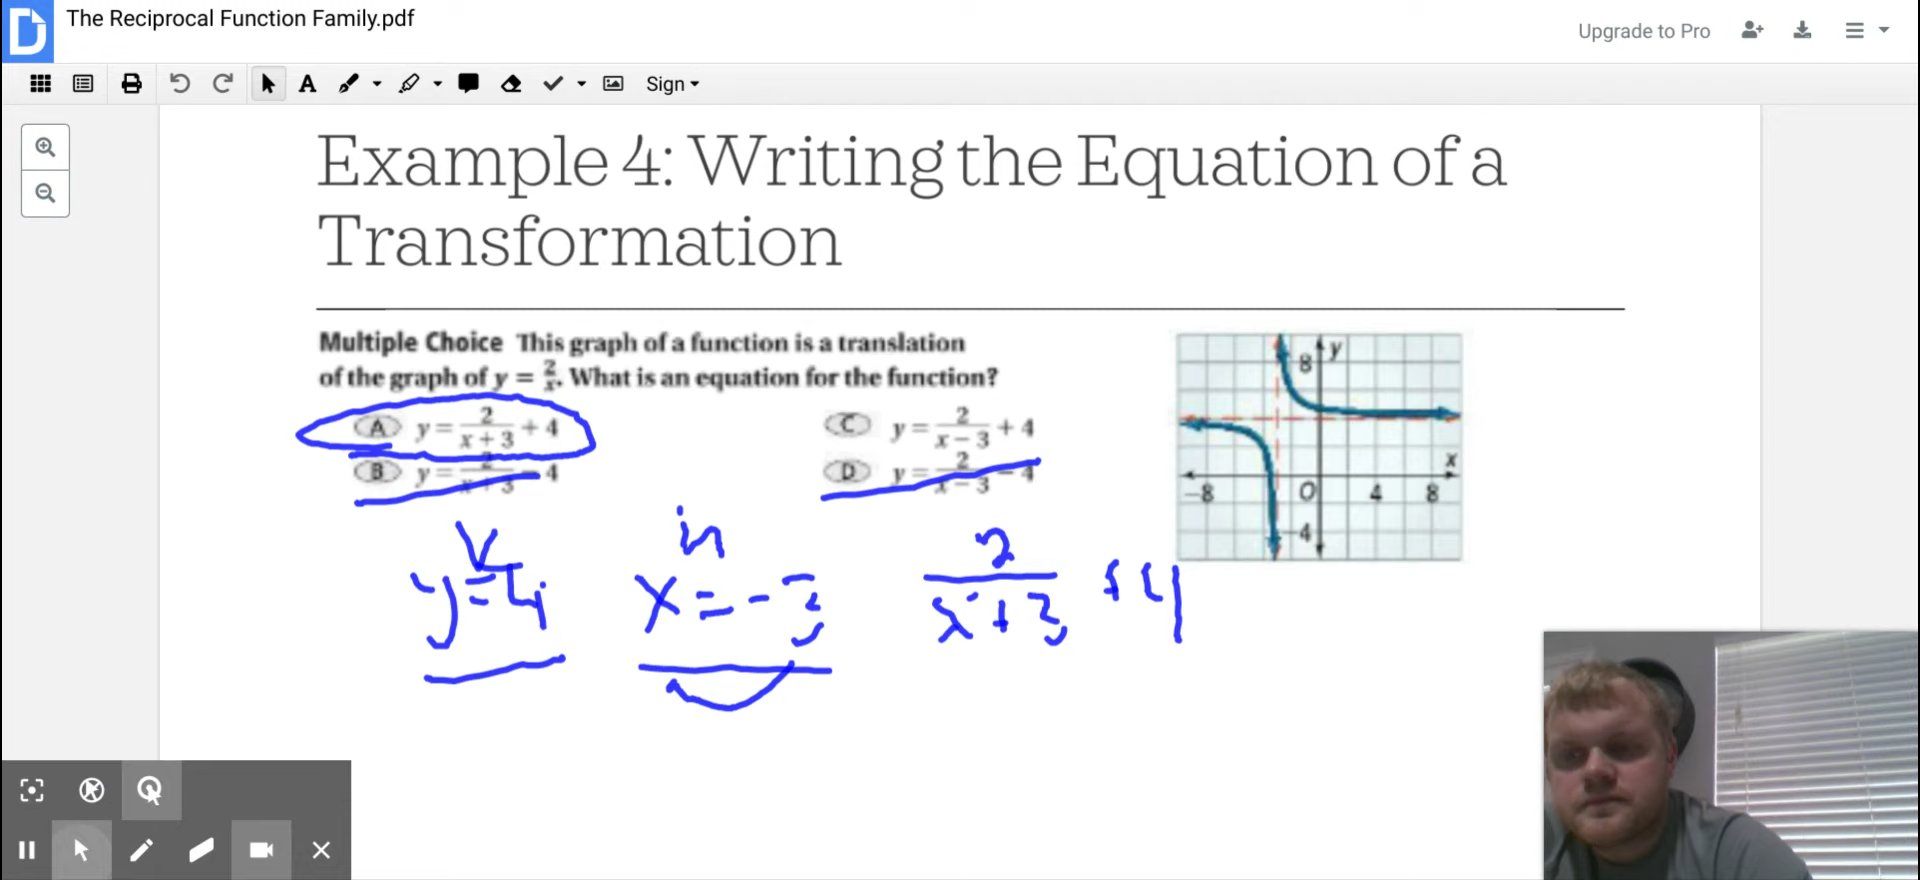 The Reciprocal Function Family.pdf
Upgrade to Pro
A
Sign
Example 4: Writing the Equation of a
Transformation
Multiple Choice This graph of a function is a translation
of the graph of y = 2/x. What is an equation for the function?
A y = 2/(x + 3) + 4
C y = 2/(x − 3) + 4
B y = 2/(x + 3) − 4
D y = 2/(x − 3) − 4
8 y
x
−8 O 4 8
−4
y = 4 x = -3 2/(x+3) +4